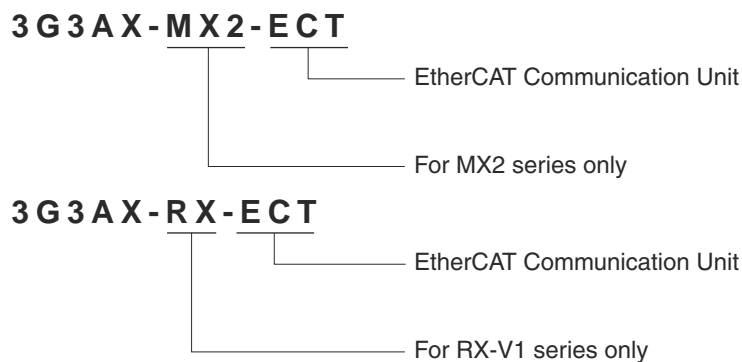 3G3AX-MX2-ECT
EtherCAT Communication Unit
For MX2 series only
3G3AX-RX-ECT
EtherCAT Communication Unit
For RX-V1 series only